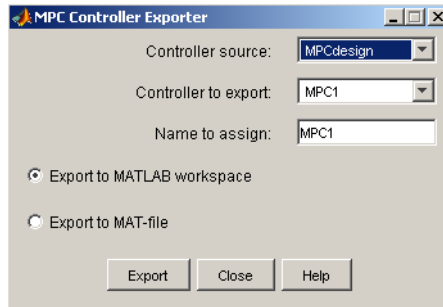 MPC Controller Exporter
Controller source: MPCdesign
Controller to export: MPC1
Name to assign: MPC1
Export to MATLAB workspace
Export to MAT-file
Export Close Help